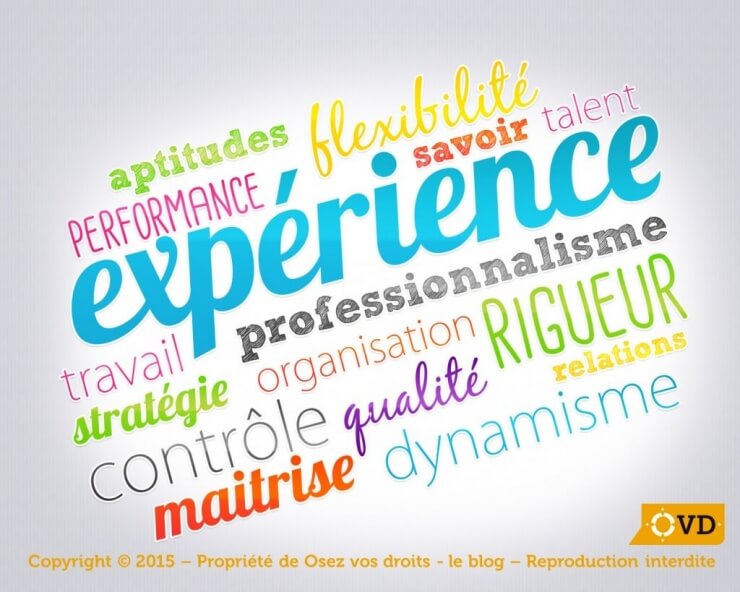 aptitudes flexibilité
savoir talent
PERFORMANCE
expérience
professionnalisme
travail organisation RIGUEUR
stratégie qualité relations
contrôle dynamisme
maitrise
OVD
Copyright © 2015 – Propriété de Osez vos droits - le blog – Reproduction interdite